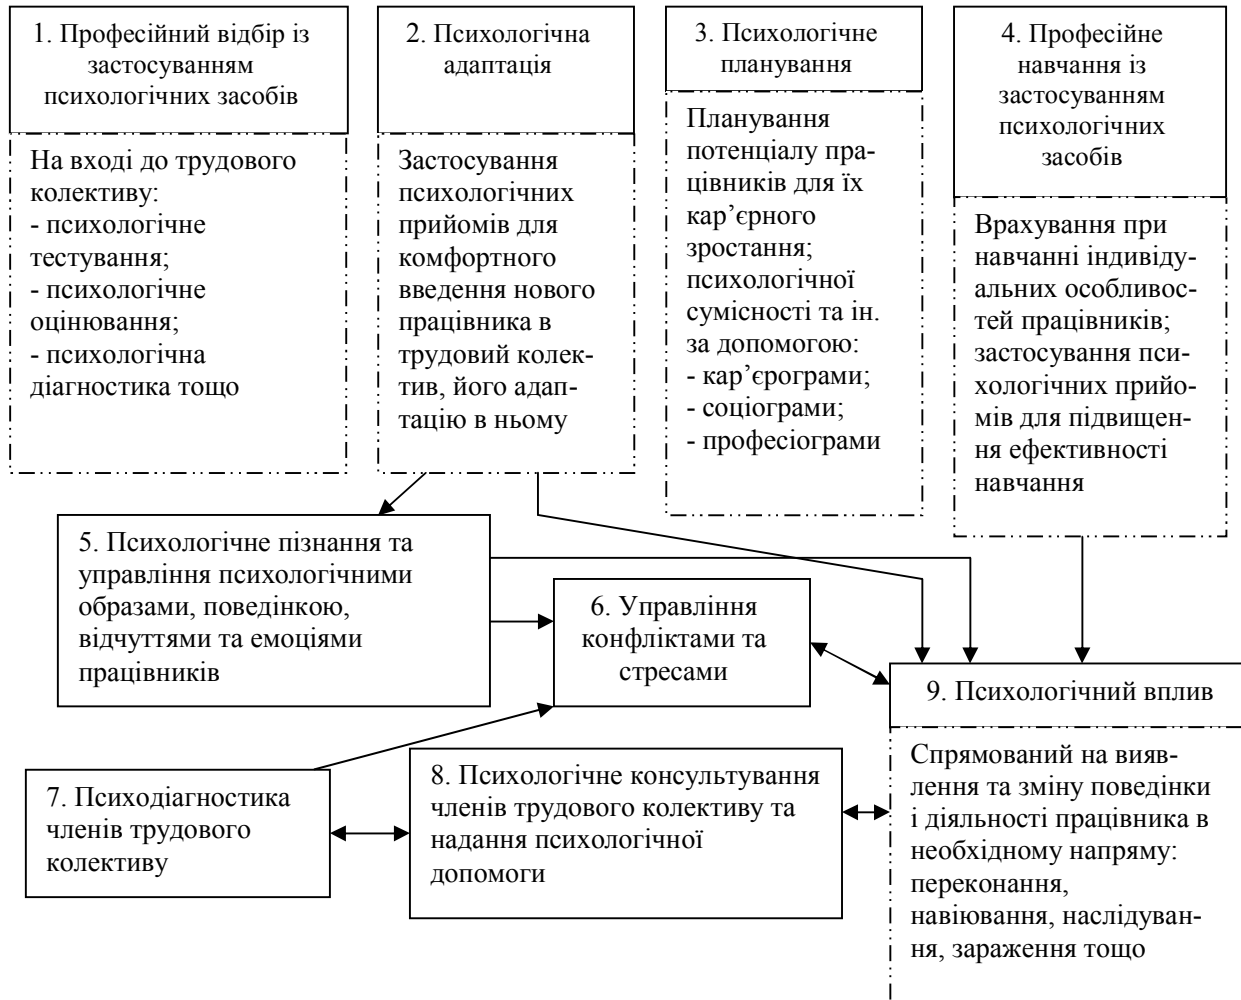 1. Професійний відбір із
застосуванням
психологічних засобів
На вході до трудового
колективу:
- психологічне
тестування;
- психологічне
оцінювання;
- психологічна
діагностика тощо
2. Психологічна
адаптація
Застосування
психологічних
прийомів для
комфортного
введення нового
працівника в
трудовий колек-
тив, його адап-
тацію в ньому
3. Психологічне
планування
Планування
потенціалу пра-
цівників для їх
кар’єрного
зростання;
психологічної
сумісності та ін.
за допомогою:
- кар’єрограми;
- соціограми;
- професіограми
4. Професійне
навчання із
застосуванням
психологічних
засобів
Врахування при
навчанні індивіду-
альних особливос-
тей працівників;
застосування пси-
хологічних прийо-
мів для підвищен-
ня ефективності
навчання
5. Психологічне пізнання та
управління психологічними
образами, поведінкою,
відчуттями та емоціями
працівників
6. Управління
конфліктами та
стресами
7. Психодіагностика
членів трудового
колективу
8. Психологічне консультування
членів трудового колективу та
надання психологічної
допомоги
9. Психологічний вплив
Спрямований на вияв-
лення та зміну поведінки
і діяльності працівника в
необхідному напряму:
переконання,
навіювання, наслідуван-
ня, зараження тощо